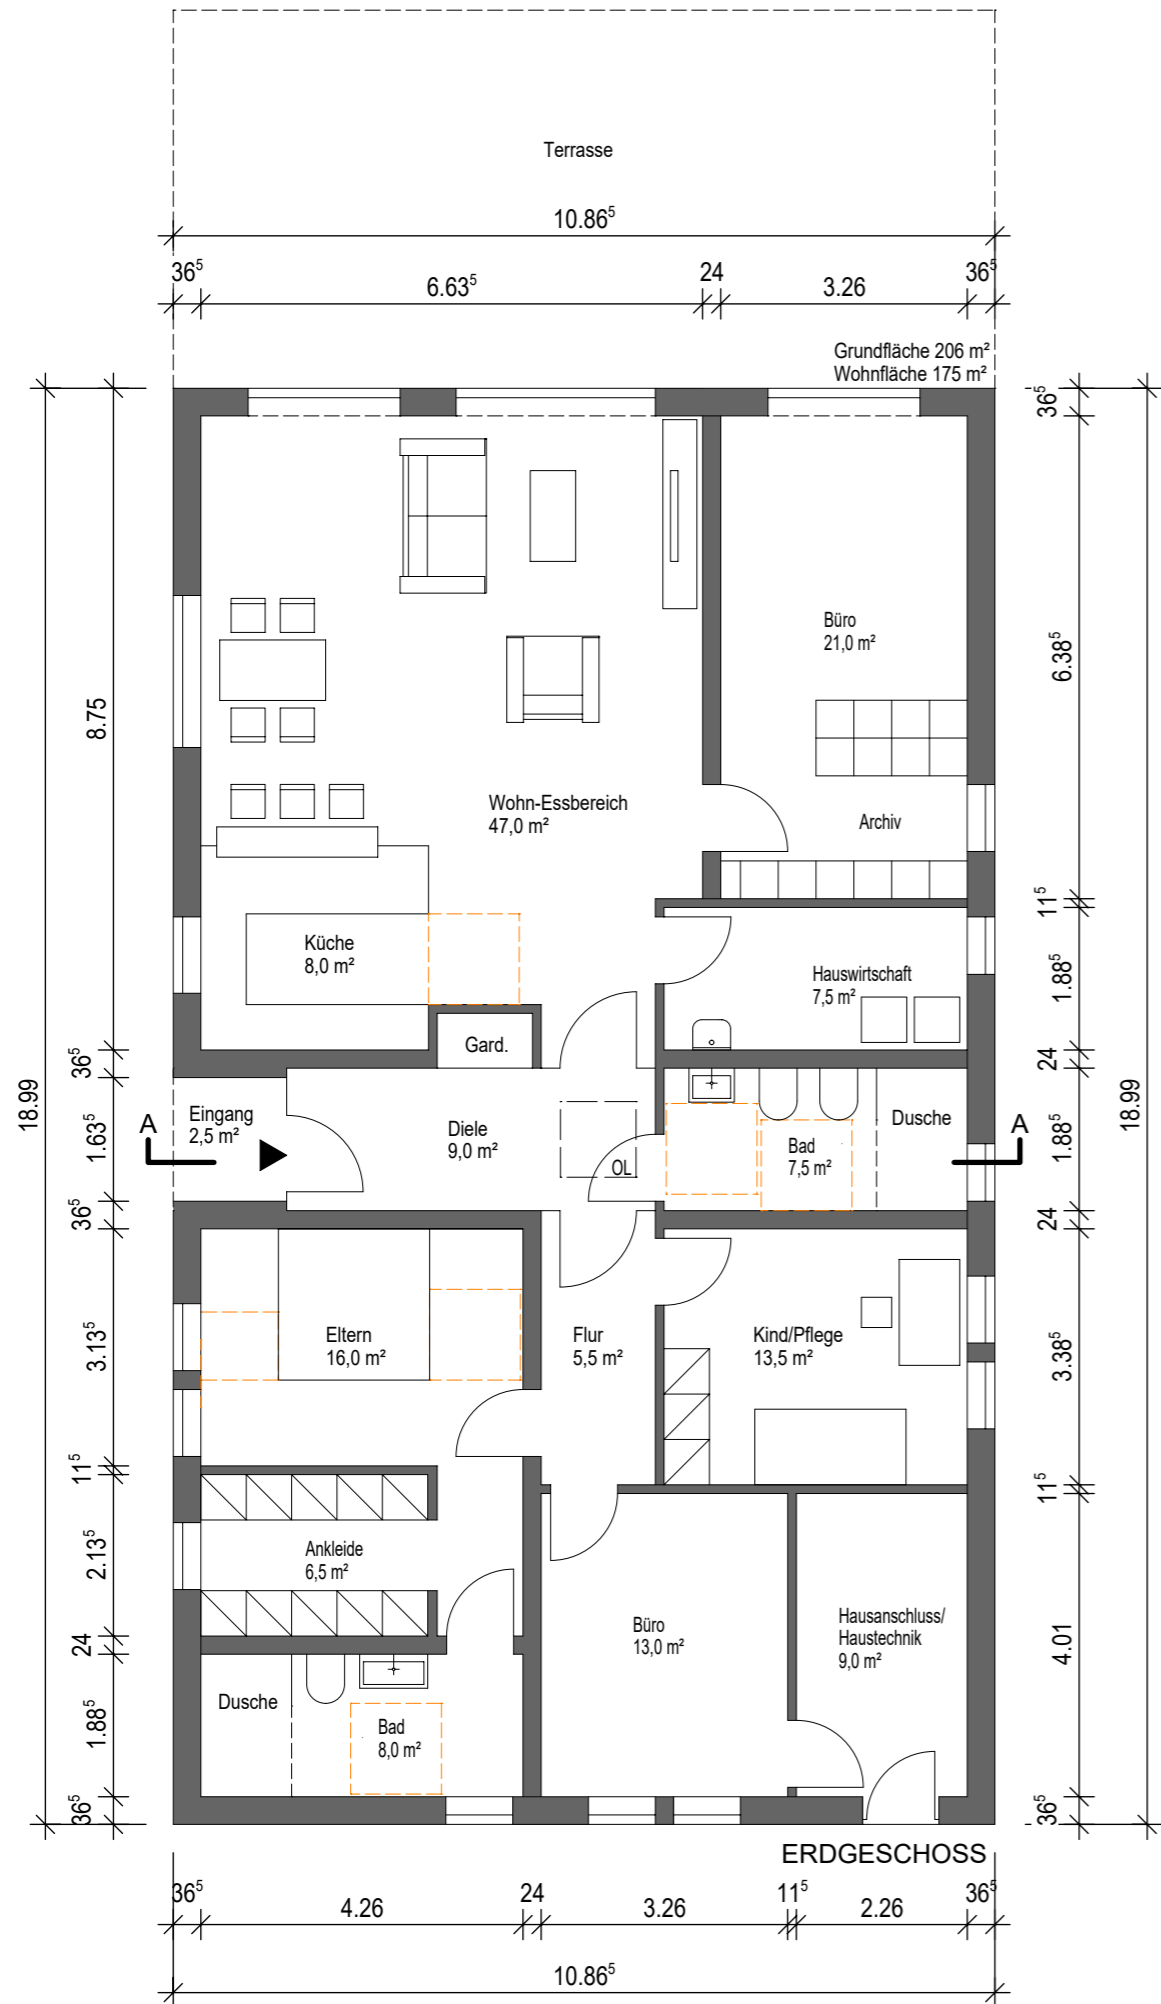 Terrasse
10.86⁵
36⁵ 6.63⁵ 24 3.26 36⁵
Grundfläche 206 m²
Wohnfläche 175 m²
36⁵
Büro
21,0 m²
6.38⁵
8.75
Wohn-Essbereich
47,0 m²
Archiv
11⁵
Küche
8,0 m²
Hauswirtschaft
7,5 m²
1.88⁵
Gard.
36⁵
24
18.99
18.99
Eingang
2,5 m²
A
1.63⁵
Diele
9,0 m²
OL
Bad
7,5 m²
Dusche
A
1.88⁵
36⁵
24
Eltern
16,0 m²
3.13⁵
Flur
5,5 m²
Kind/Pflege
13,5 m²
3.38⁵
11⁵
11⁵
Ankleide
6,5 m²
2.13⁵
Büro
13,0 m²
Hausanschluss/
Haustechnik
9,0 m²
4.01
24
Dusche
Bad
8,0 m²
1.88⁵
36⁵
36⁵
ERDGESCHOSS
36⁵ 4.26 24 3.26 11⁵ 2.26 36⁵
10.86⁵